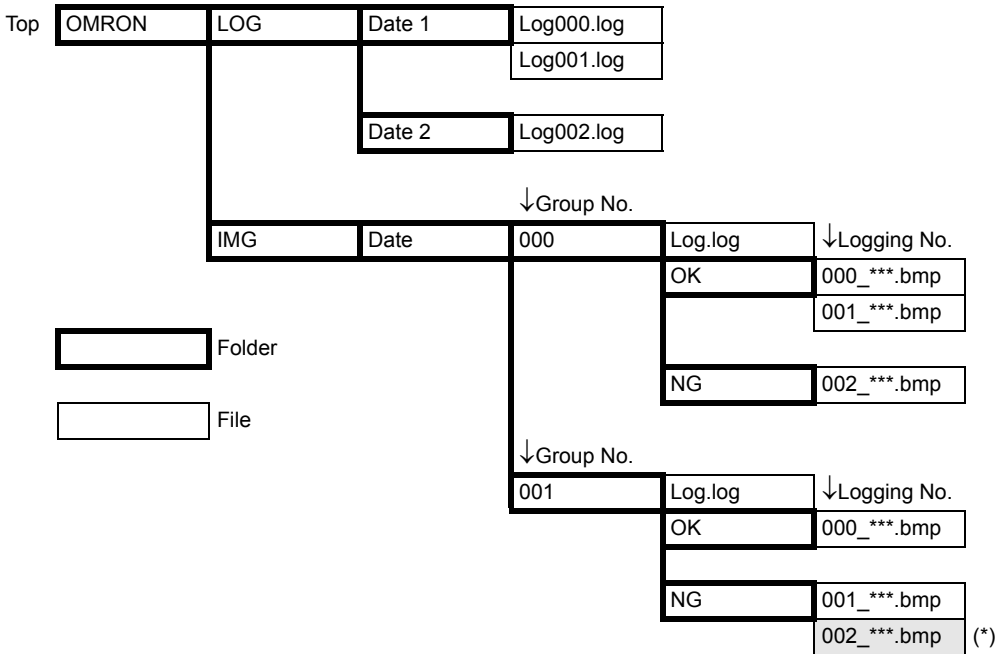 Top OMRON LOG Date 1 Log000.log
Log001.log
Date 2 Log002.log
↓Group No.
IMG Date 000 Log.log ↓Logging No.
OK 000_***.bmp
001_***.bmp
Folder
NG 002_***.bmp
File
↓Group No.
001 Log.log ↓Logging No.
OK 000_***.bmp
NG 001_***.bmp
002_***.bmp (*)